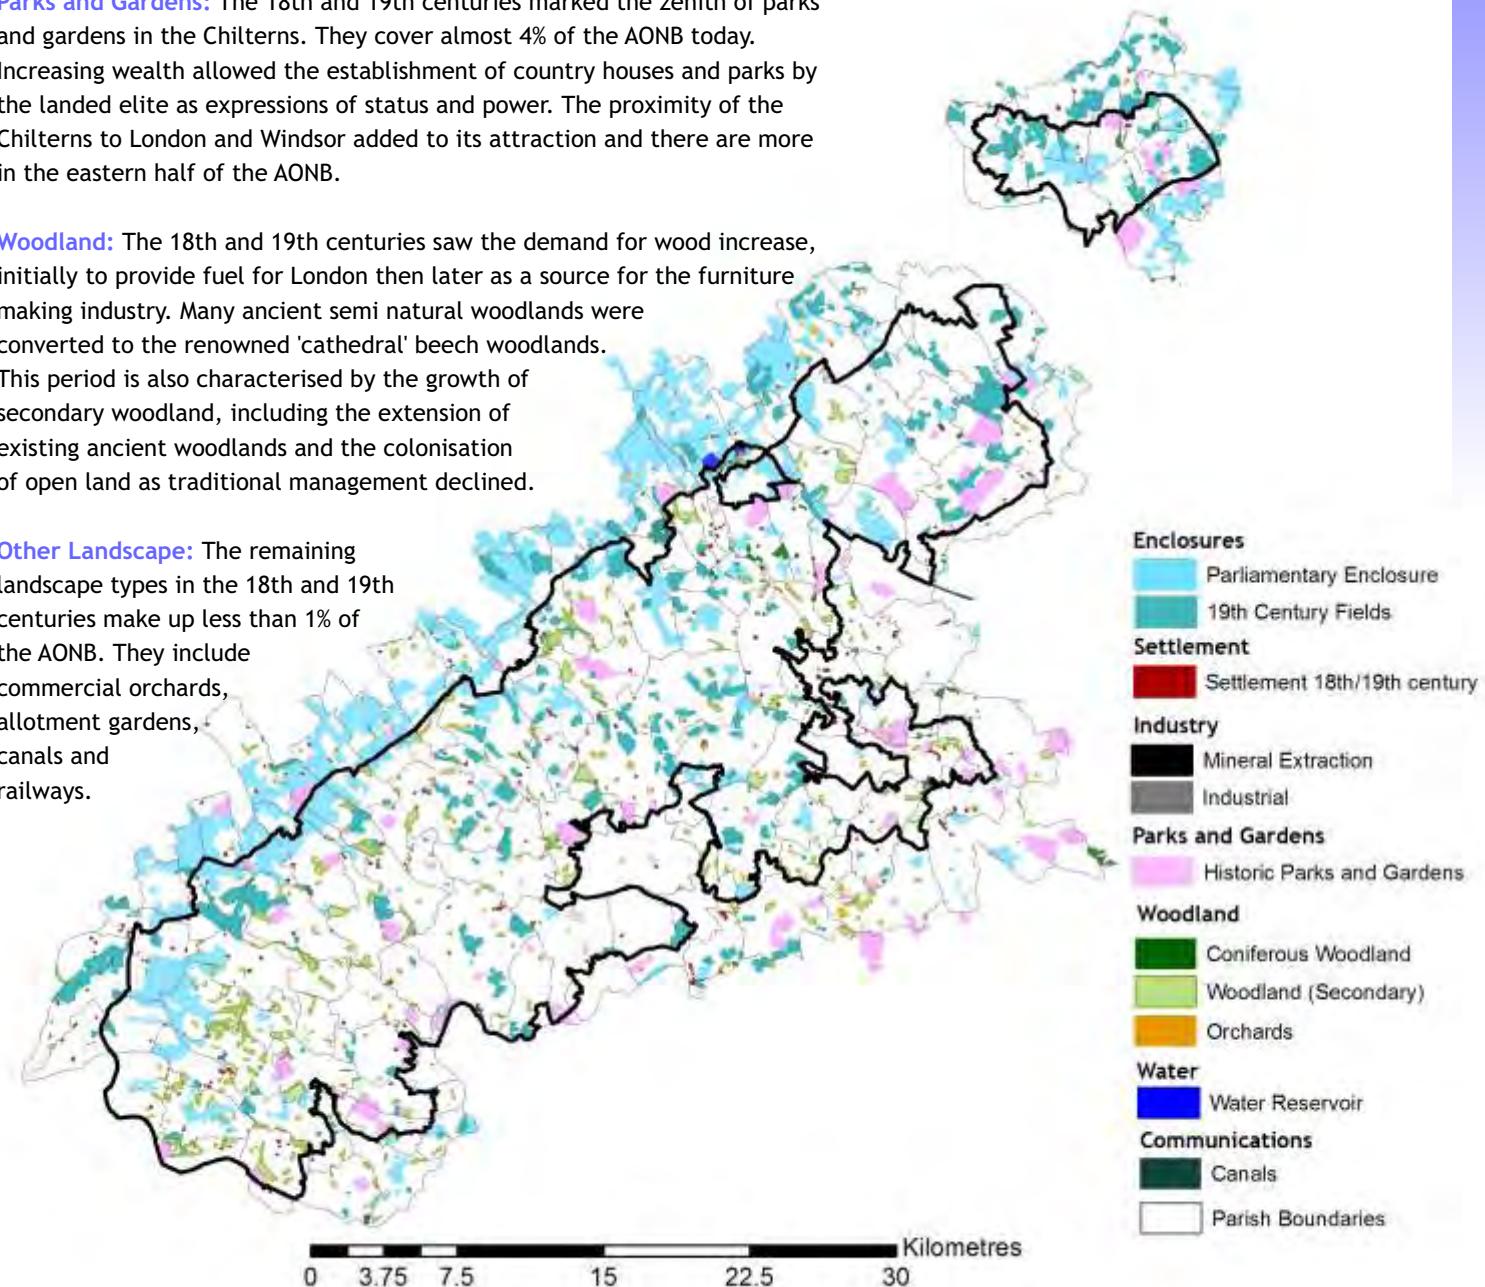 Parks and Gardens: The 18th and 19th centuries marked the zenith of parks
and gardens in the Chilterns. They cover almost 4% of the AONB today.
Increasing wealth allowed the establishment of country houses and parks by
the landed elite as expressions of status and power. The proximity of the
Chilterns to London and Windsor added to its attraction and there are more
in the eastern half of the AONB.
Woodland: The 18th and 19th centuries saw the demand for wood increase,
initially to provide fuel for London then later as a source for the furniture
making industry. Many ancient semi natural woodlands were
converted to the renowned 'cathedral' beech woodlands.
This period is also characterised by the growth of
secondary woodland, including the extension of
existing ancient woodlands and the colonisation
of open land as traditional management declined.
Other Landscape: The remaining
landscape types in the 18th and 19th
centuries make up less than 1% of
the AONB. They include
commercial orchards,
allotment gardens,
canals and
railways.
Enclosures
Parliamentary Enclosure
19th Century Fields
Settlement
Settlement 18th/19th century
Industry
Mineral Extraction
Industrial
Parks and Gardens
Historic Parks and Gardens
Woodland
Coniferous Woodland
Woodland (Secondary)
Orchards
Water
Water Reservoir
Communications
Canals
Parish Boundaries
Kilometres
0 3.75 7.5 15 22.5 30